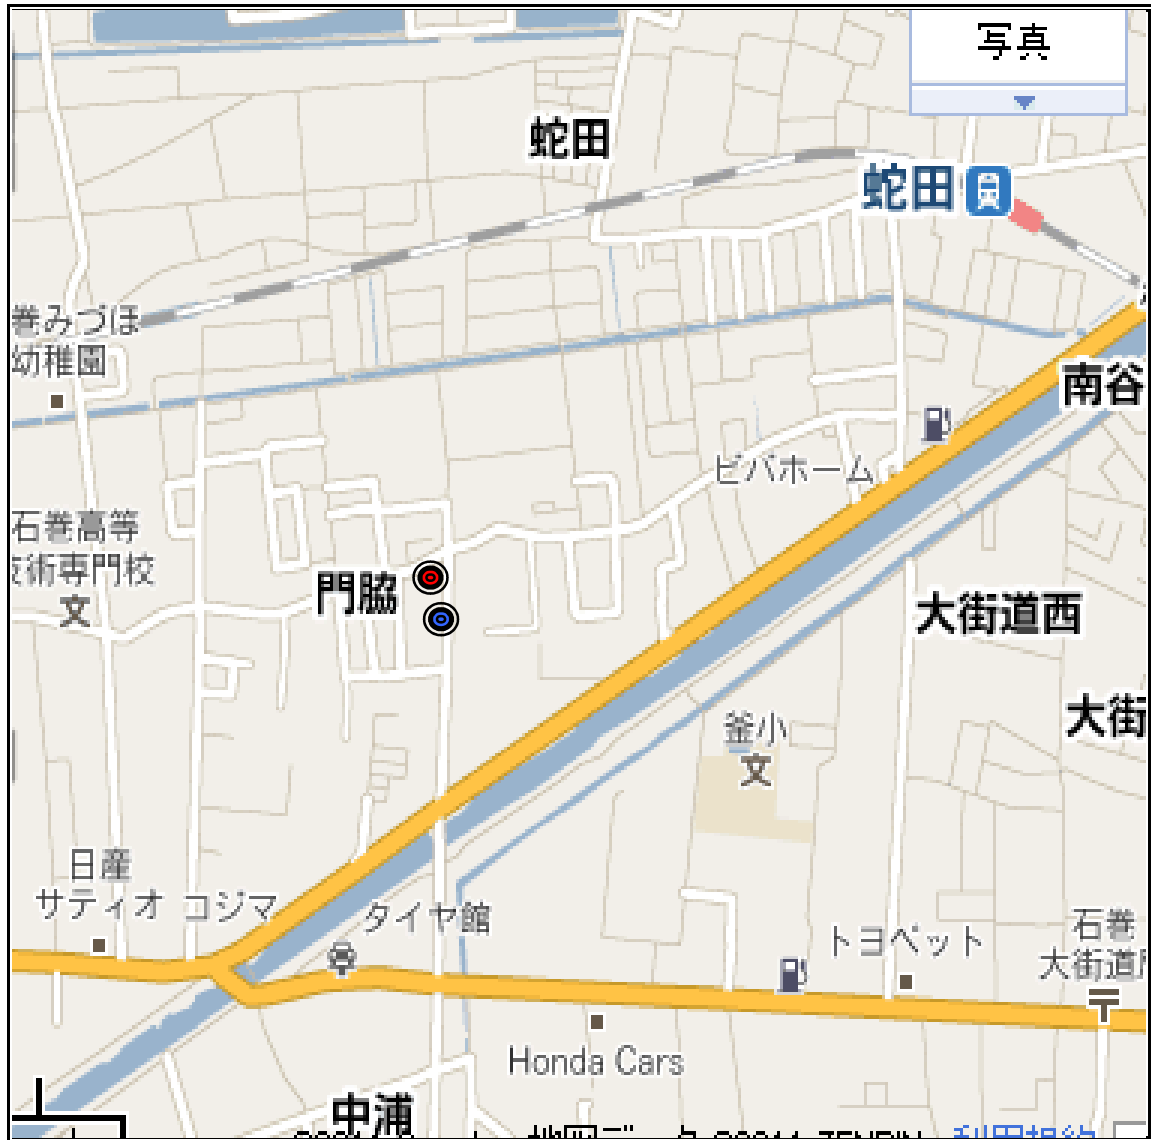 写真
蛇田
蛇田
巻みづほ
幼稚園
南谷
ビバホーム
石巻高等
技術専門校
文
門脇
大街道西
大街
釜小
文
日産
サティオ
コジマ
タイヤ館
トヨペット
石巻
大街道
Honda Cars
中浦